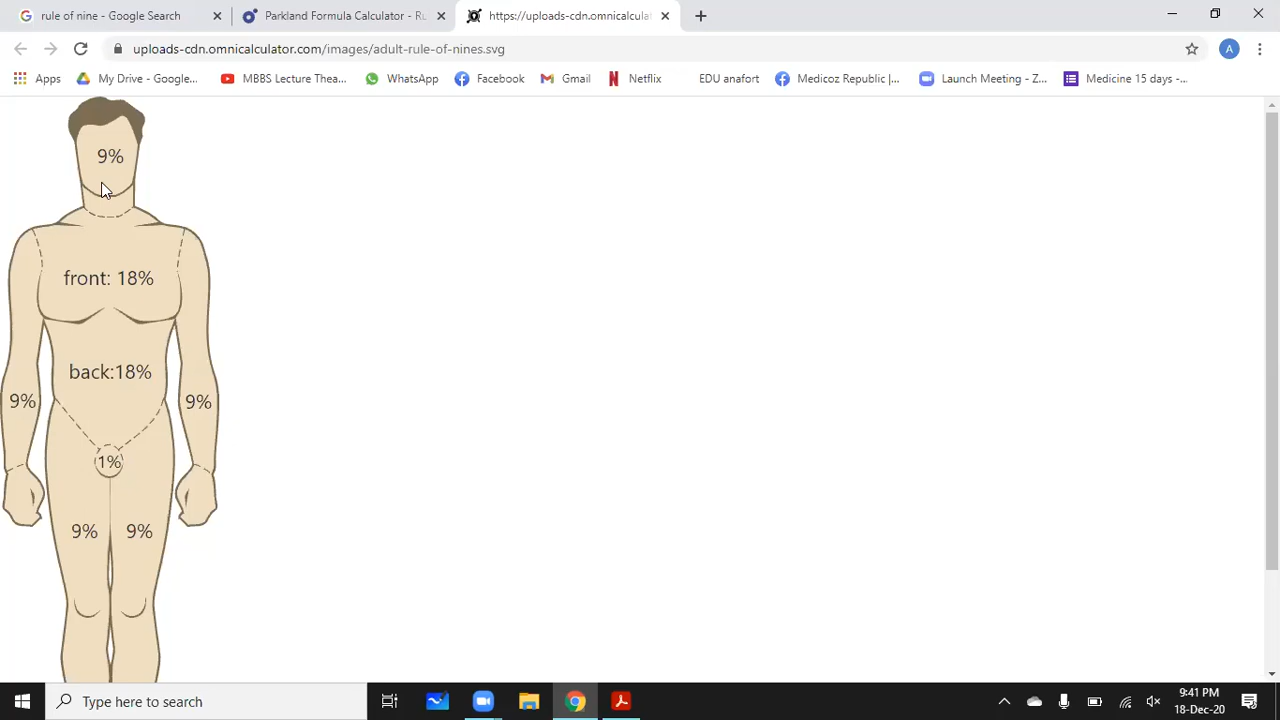 rule of nine - Google Search
Parkland Formula Calculator - Ru
https://uploads-cdn.omnicalculat
uploads-cdn.omnicalculator.com/images/adult-rule-of-nines.svg
A
Apps
My Drive - Google...
MBBS Lecture Thea...
WhatsApp
Facebook
Gmail
Netflix
EDU anafort
Medicoz Republic |...
Launch Meeting - Z...
Medicine 15 days -...
9%
front: 18%
back:18%
9%
9%
1%
9%
9%
Type here to search
9:41 PM
18-Dec-20